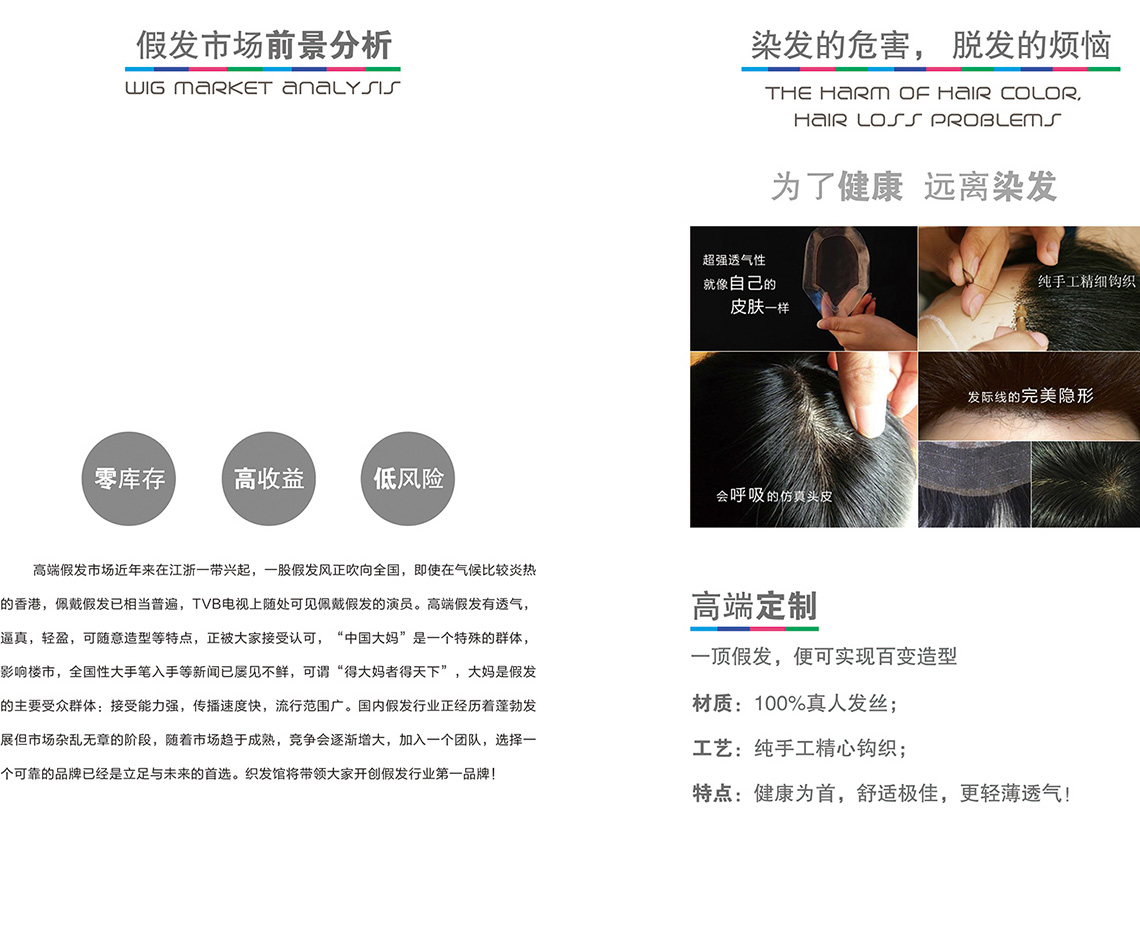 假发市场前景分析
WIG MARKET ANALYSIS
零库存
高收益
低风险
高端假发市场近年来在江浙一带兴起，一股假发风正吹向全国，即使在气候比较炎热
的香港，佩戴假发已相当普遍，TVB电视上随处可见佩戴假发的演员。高端假发有透气，
逼真，轻盈，可随意造型等特点，正被大家接受认可，“中国大妈”是一个特殊的群体，
影响楼市，全国性大手笔入手等新闻已屡见不鲜，可谓“得大妈者得天下”，大妈是假发
的主要受众群体：接受能力强，传播速度快，流行范围广。国内假发行业正经历着蓬勃发
展但市场杂乱无章的阶段，随着市场趋于成熟，竞争会逐渐增大，加入一个团队，选择一
个可靠的品牌已经是立足与未来的首选。织发馆将带领大家开创假发行业第一品牌！
染发的危害，脱发的烦恼
THE HARM OF HAIR COLOR,
HAIR LOSS PROBLEMS
为了健康 远离染发
超强透气性
就像自己的
皮肤一样
纯手工精细钩织
发际线的完美隐形
会呼吸的仿真头皮
高端定制
一顶假发，便可实现百变造型
材质：100%真人发丝；
工艺：纯手工精心钩织；
特点：健康为首，舒适极佳，更轻薄透气！